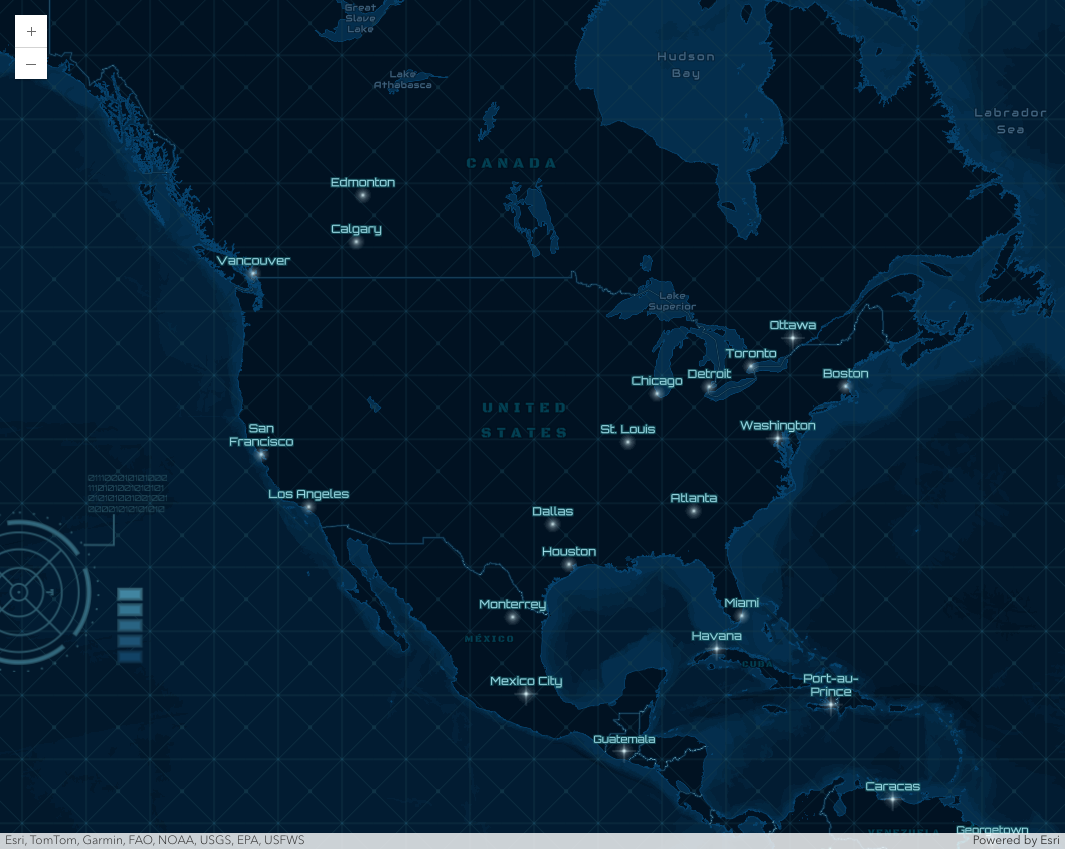 +
−
Great
Slave
Lake
Lake
Athabasca
Hudson
Bay
Labrador
Sea
CANADA
Edmonton
Calgary
Vancouver
Lake
Superior
Ottawa
Toronto
Detroit
Chicago
Boston
UNITED
STATES
St. Louis
Washington
San
Francisco
Los Angeles
Atlanta
Dallas
Houston
Monterrey
Miami
MÉXICO
Havana
CUBA
Mexico City
Port-au-
Prince
Guatemala
Caracas
VENEZUELA
Georgetown
Esri, TomTom, Garmin, FAO, NOAA, USGS, EPA, USFWS
Powered by Esri